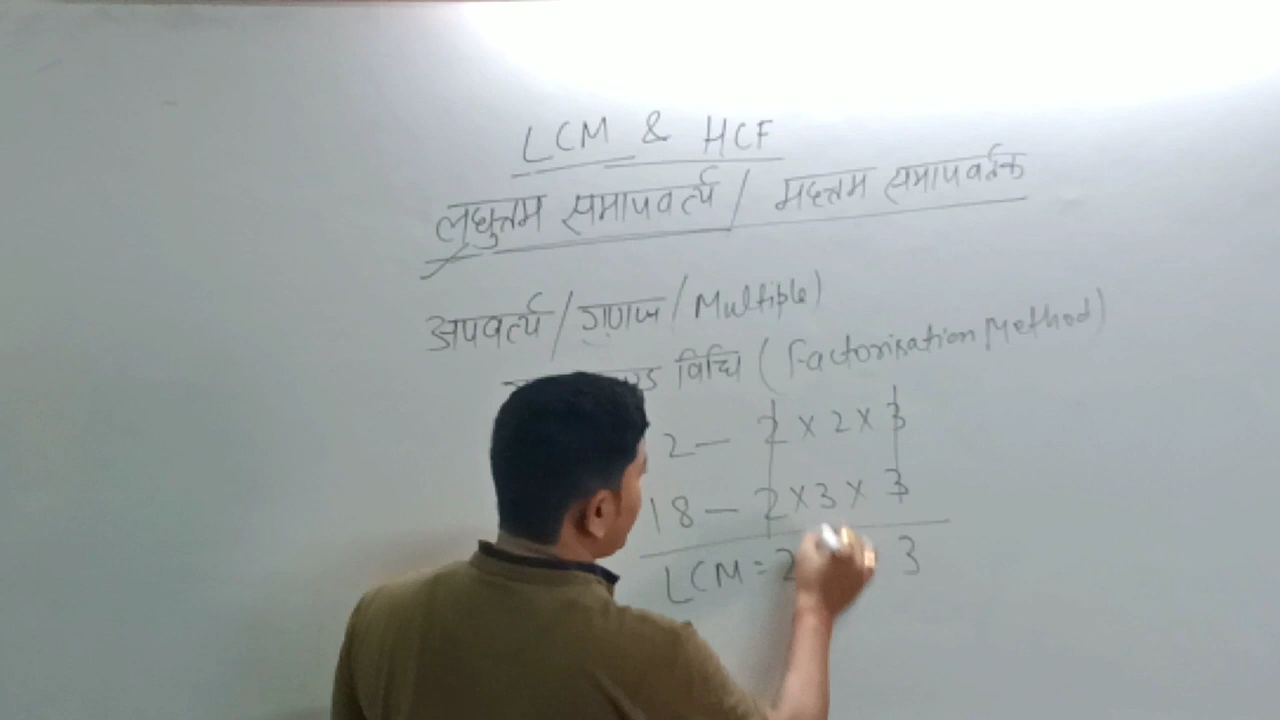 LCM & HCF
लघुत्तम समापवर्त्य / महत्तम समापवर्तक
अपवर्त्य / गुणज / Multiple)
विधि ( Factorisation Method)
2 — 2 × 2 × 3
18 — 2 × 3 × 3
LCM = 2 3